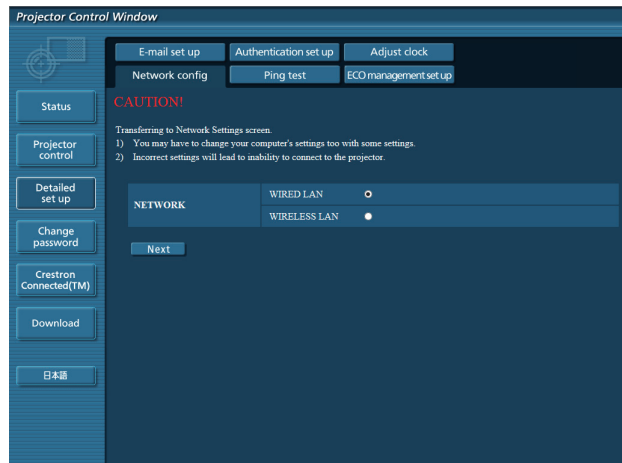 Projector Control Window
E-mail set up
Authentication set up
Adjust clock
Network config
Ping test
ECO management set up
Status
Projector
control
Detailed
set up
Change
password
Crestron
Connected(TM)
Download
日本語
CAUTION!
Transferring to Network Settings screen.
1) You may have to change your computer's settings too with some settings.
2) Incorrect settings will lead to inability to connect to the projector.
NETWORK
WIRED LAN
WIRELESS LAN
Next